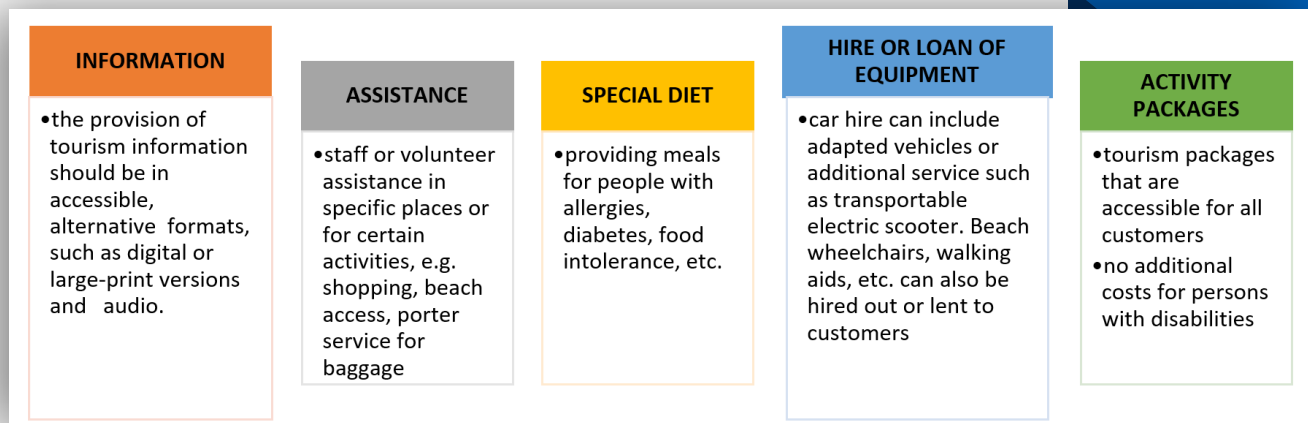 INFORMATION
•the provision of
tourism information
should be in
accessible,
alternative formats,
such as digital or
large-print versions
and audio.
ASSISTANCE
•staff or volunteer
assistance in
specific places or
for certain
activities, e.g.
shopping, beach
access, porter
service for
baggage
SPECIAL DIET
•providing meals
for people with
allergies,
diabetes, food
intolerance, etc.
HIRE OR LOAN OF
EQUIPMENT
•car hire can include
adapted vehicles or
additional service such
as transportable
electric scooter. Beach
wheelchairs, walking
aids, etc. can also be
hired out or lent to
customers
ACTIVITY
PACKAGES
•tourism packages
that are
accessible for all
customers
•no additional
costs for persons
with disabilities